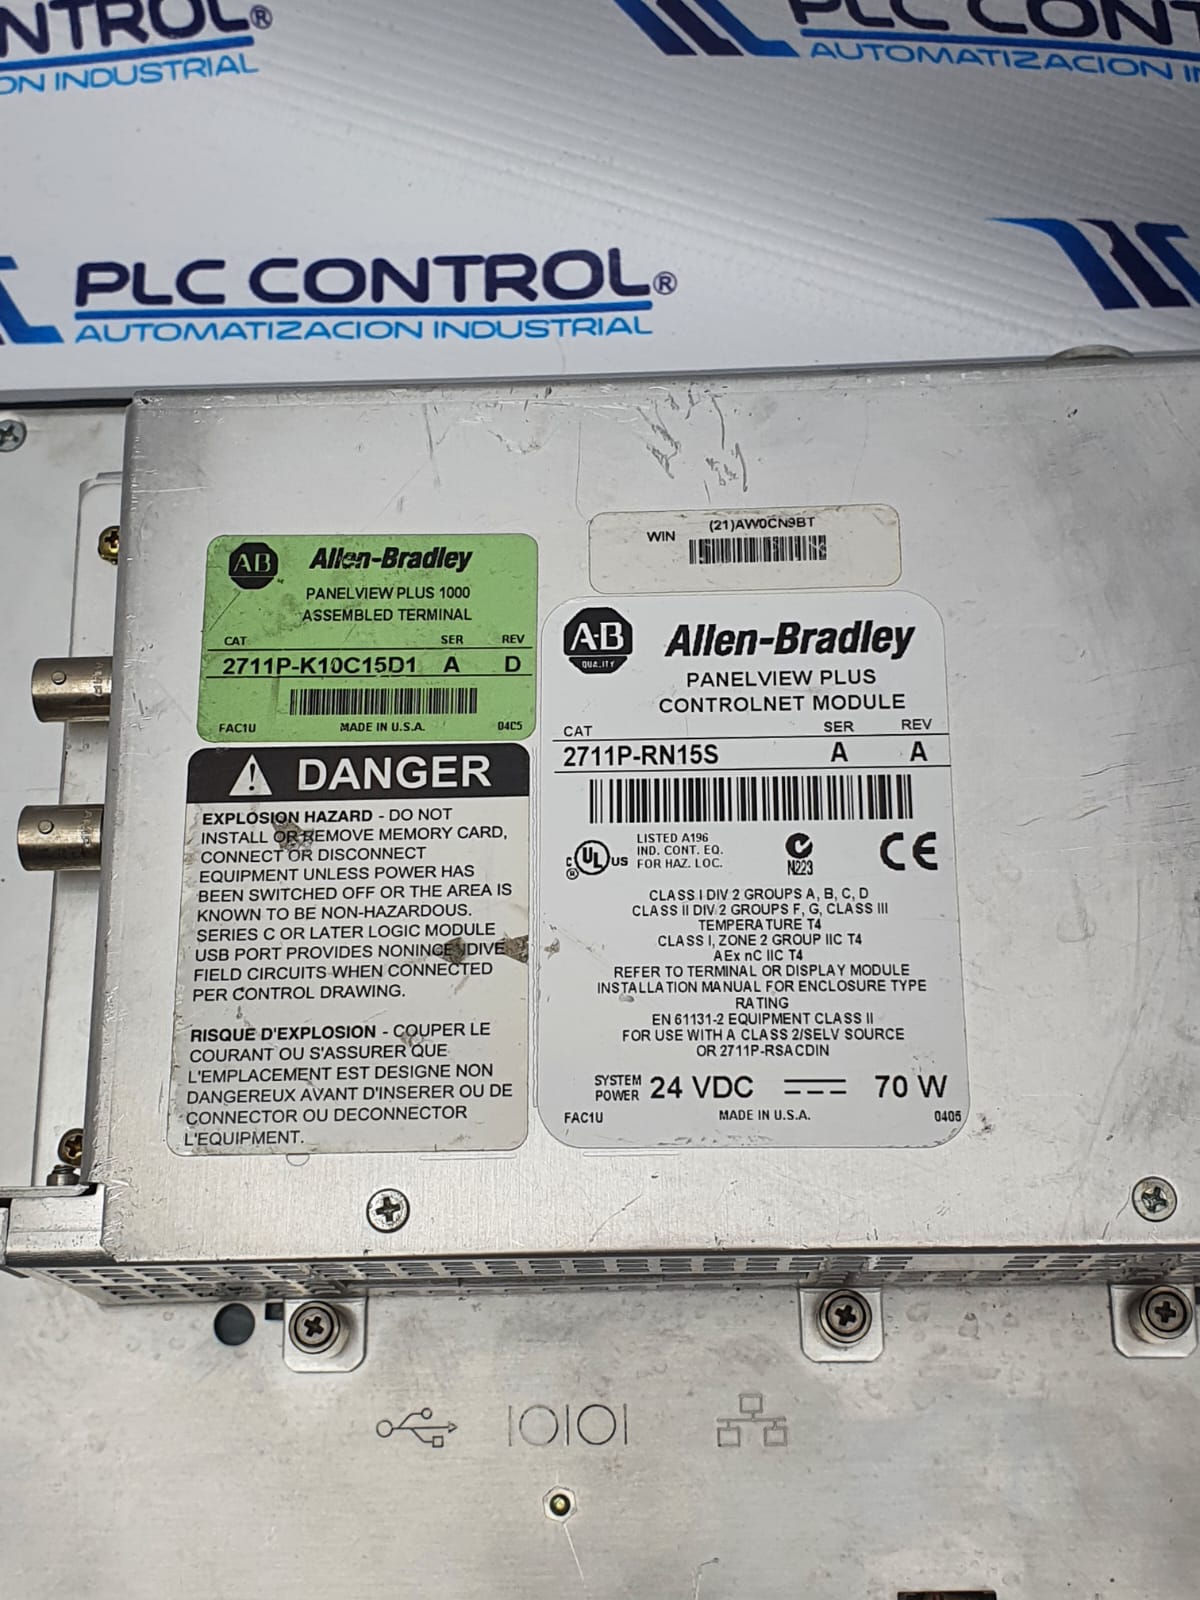 NTROL®
ON INDUSTRIAL
PLC CONTRO
AUTOMATIZACION IN
PLC CONTROL®
AUTOMATIZACION INDUSTRIAL
WIN
(21)AW0CN9BT
AB
Allen-Bradley
PANELVIEW PLUS 1000
ASSEMBLED TERMINAL
CAT SER REV
2711P-K10C15D1 A D
FAC1U MADE IN U.S.A. 04C5
DANGER
EXPLOSION HAZARD - DO NOT
INSTALL OR REMOVE MEMORY CARD,
CONNECT OR DISCONNECT
EQUIPMENT UNLESS POWER HAS
BEEN SWITCHED OFF OR THE AREA IS
KNOWN TO BE NON-HAZARDOUS.
SERIES C OR LATER LOGIC MODULE
USB PORT PROVIDES NONINCENDIVE
FIELD CIRCUITS WHEN CONNECTED
PER CONTROL DRAWING.
RISQUE D'EXPLOSION - COUPER LE
COURANT OU S'ASSURER QUE
L'EMPLACEMENT EST DESIGNE NON
DANGEREUX AVANT D'INSERER OU DE
CONNECTOR OU DECONNECTOR
L'EQUIPMENT.
A-B
QUALITY
Allen-Bradley
PANELVIEW PLUS
CONTROLNET MODULE
CAT SER REV
2711P-RN15S A A
C UL US
®
LISTED A196
IND. CONT. EQ.
FOR HAZ. LOC.
N223
CE
CLASS I DIV 2 GROUPS A, B, C, D
CLASS II DIV 2 GROUPS F, G, CLASS III
TEMPERATURE T4
CLASS I, ZONE 2 GROUP IIC T4
AEx nC IIC T4
REFER TO TERMINAL OR DISPLAY MODULE
INSTALLATION MANUAL FOR ENCLOSURE TYPE
RATING
EN 61131-2 EQUIPMENT CLASS II
FOR USE WITH A CLASS 2/SELV SOURCE
OR 2711P-RSACDIN
SYSTEM
POWER 24 VDC 70 W
FAC1U MADE IN U.S.A. 0405
AMP
AMP
|O|O|